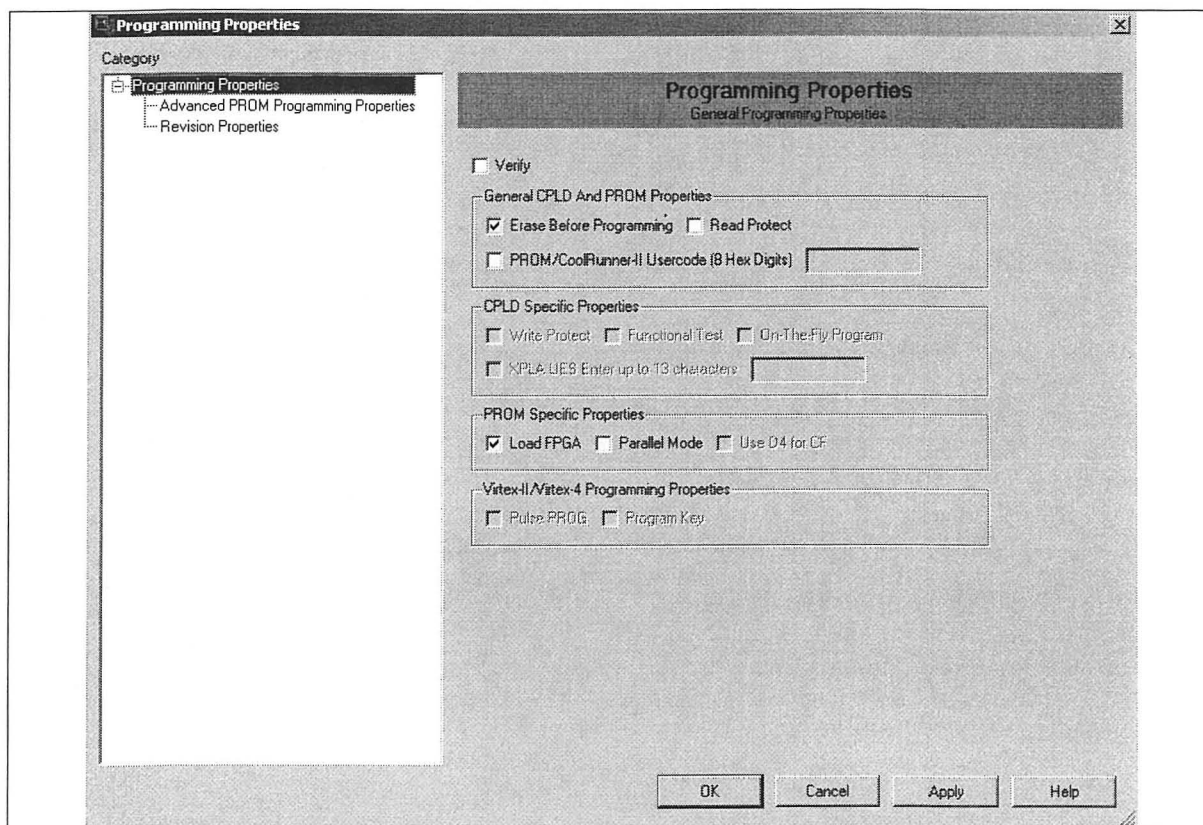 Programming Properties
Category
Programming Properties
Advanced PROM Programming Properties
Revision Properties
Programming Properties
General Programming Properties
Verify
General CPLD And PROM Properties
Erase Before Programming Read Protect
PROM/CoolRunner-II Usercode (8 Hex Digits)
CPLD Specific Properties
Write Protect Functional Test On-The-Fly Program
XPLA UES Enter up to 13 characters
PROM Specific Properties
Load FPGA Parallel Mode Use D4 for CF
Virtex-II/Virtex-4 Programming Properties
Pulse PROG Program Key
OK Cancel Apply Help